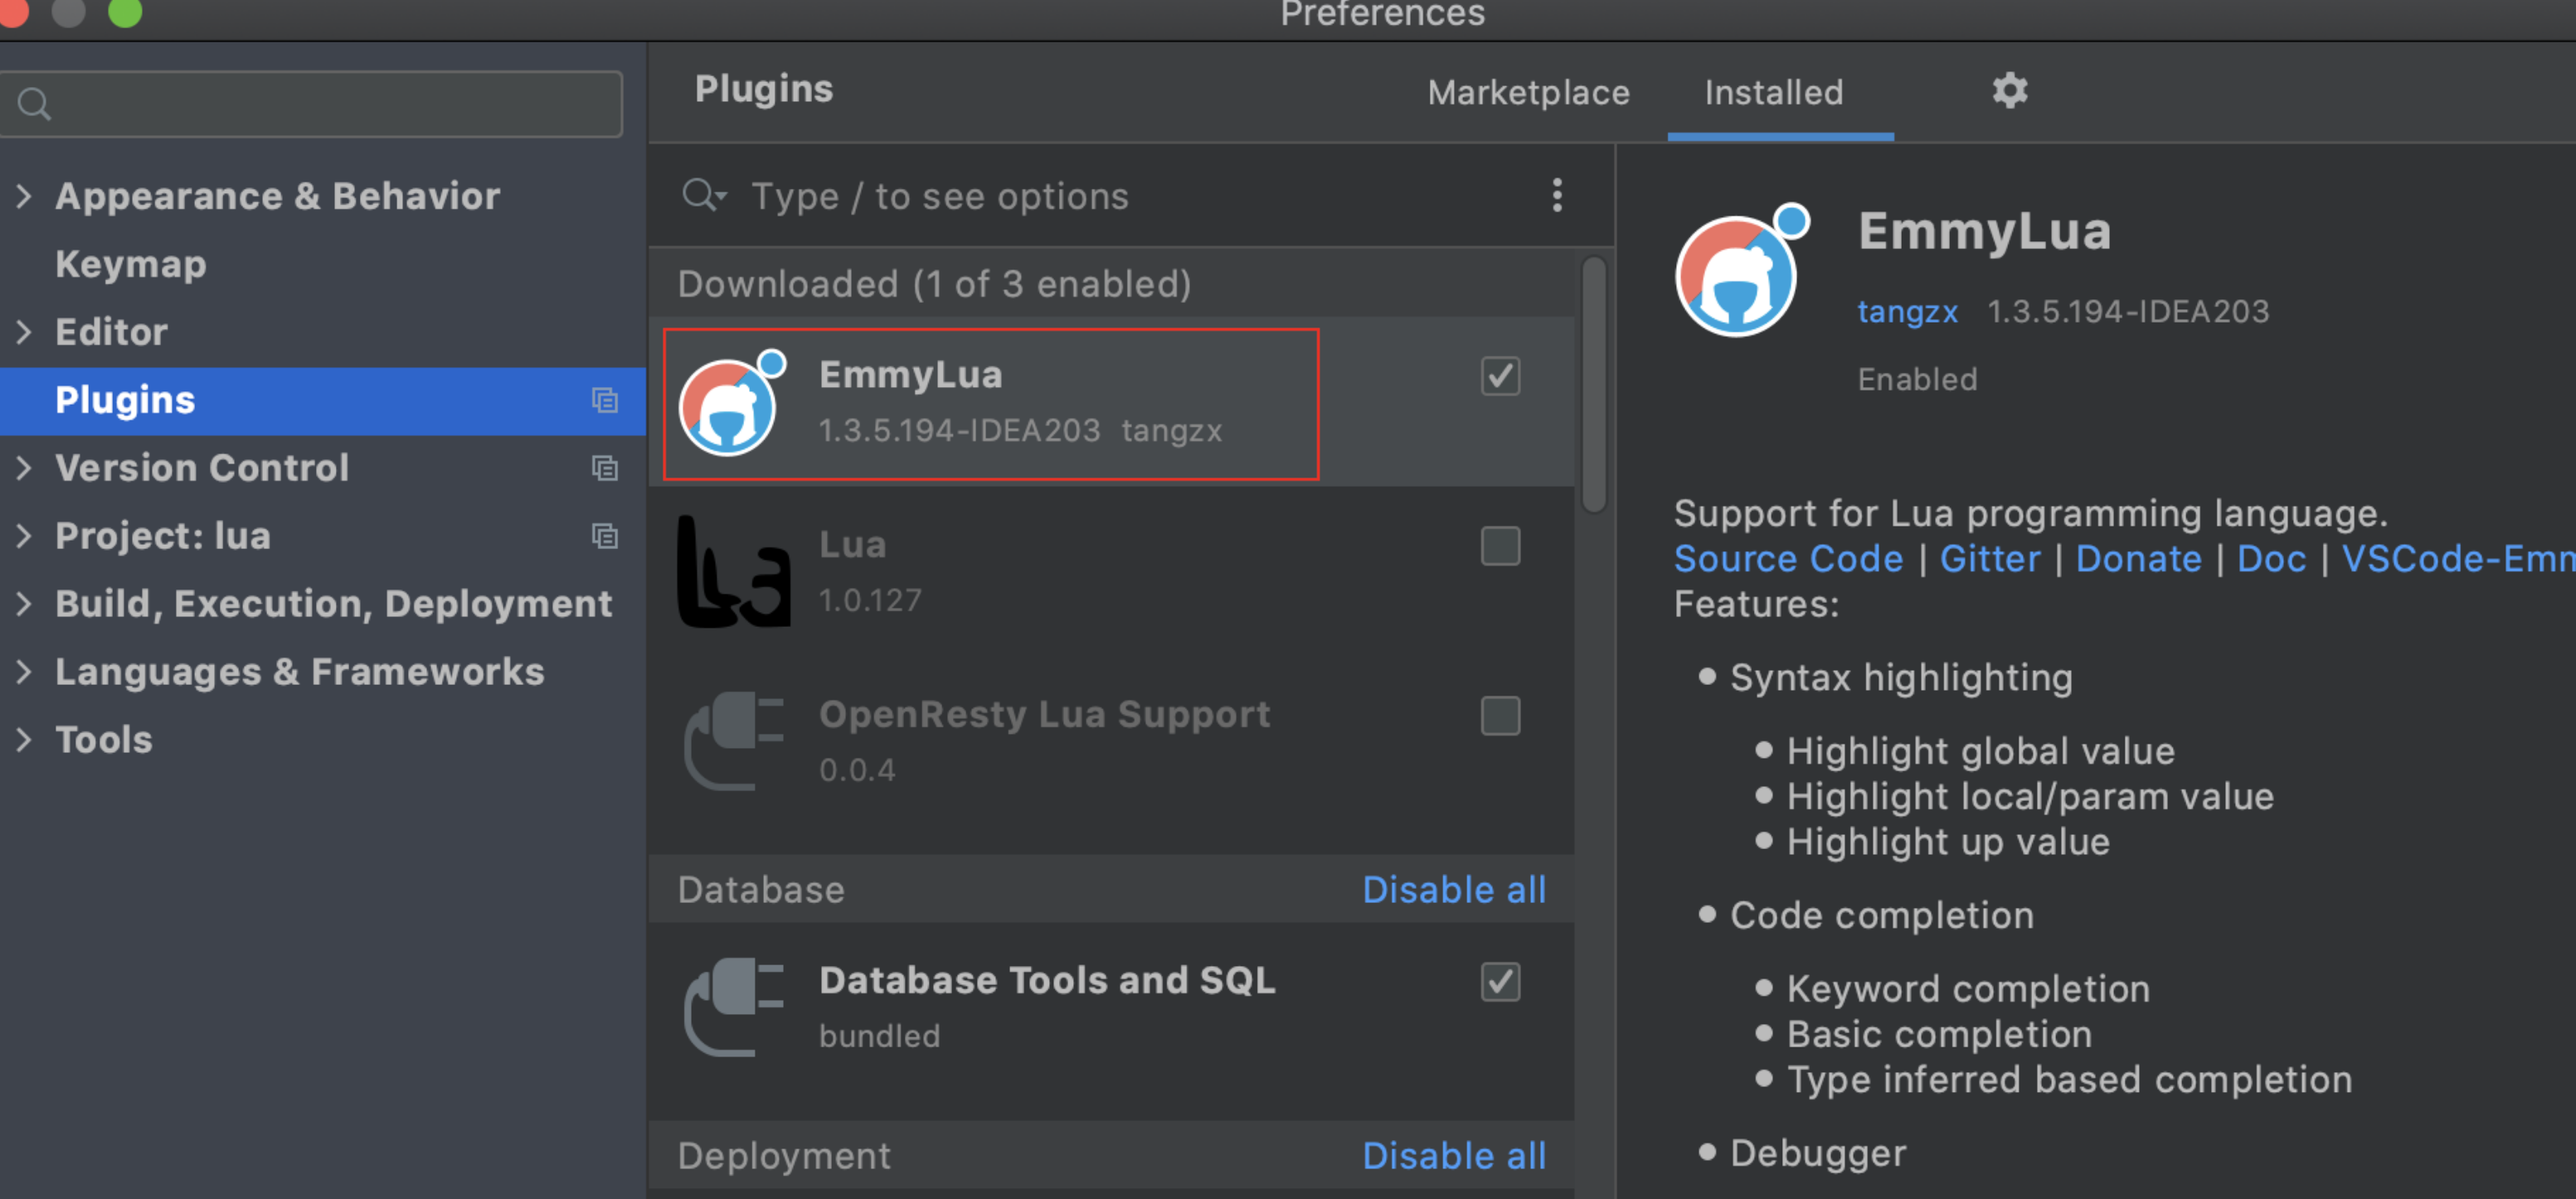 Preferences
Appearance & Behavior
Keymap
Editor
Plugins
Version Control
Project: lua
Build, Execution, Deployment
Languages & Frameworks
Tools
Plugins
Marketplace
Installed
Type / to see options
Downloaded (1 of 3 enabled)
EmmyLua
1.3.5.194-IDEA203 tangzx
Lua
1.0.127
OpenResty Lua Support
0.0.4
Database Disable all
Database Tools and SQL
bundled
Deployment Disable all
EmmyLua
tangzx 1.3.5.194-IDEA203
Enabled
Support for Lua programming language.
Source Code | Gitter | Donate | Doc | VSCode-Emm
Features:
• Syntax highlighting
• Highlight global value
• Highlight local/param value
• Highlight up value
• Code completion
• Keyword completion
• Basic completion
• Type inferred based completion
• Debugger